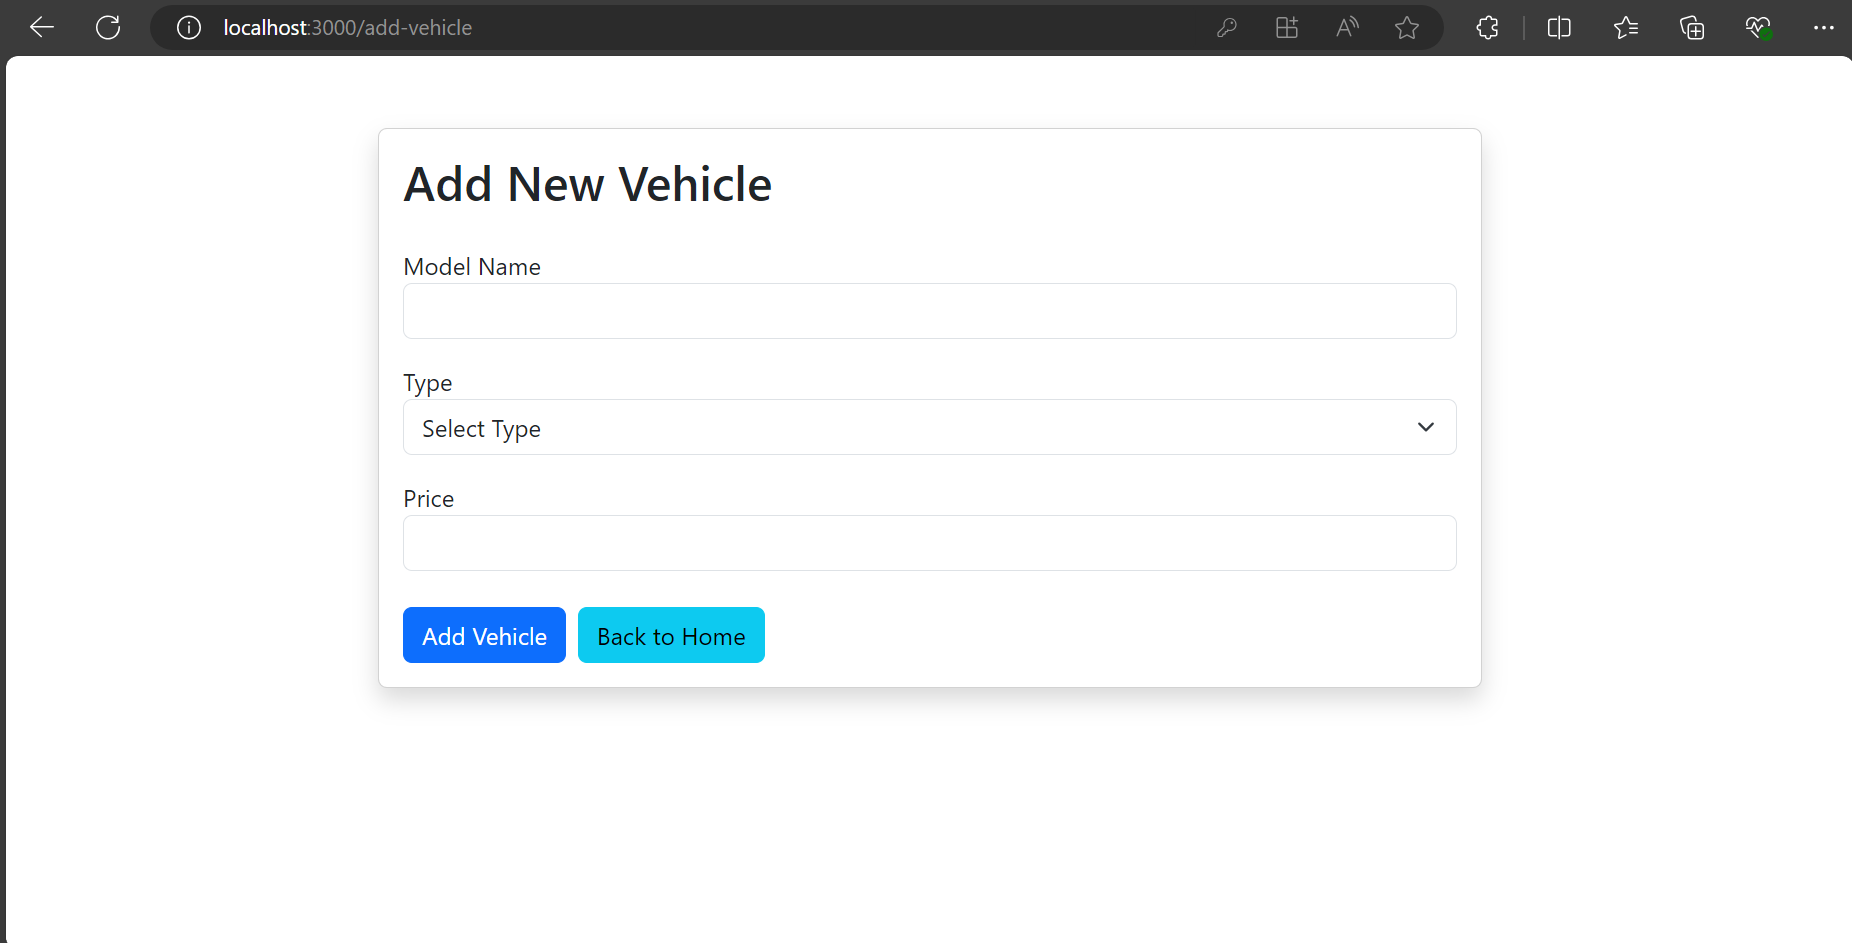 localhost:3000/add-vehicle
Add New Vehicle
Model Name
Type
Select Type
Price
Add Vehicle Back to Home